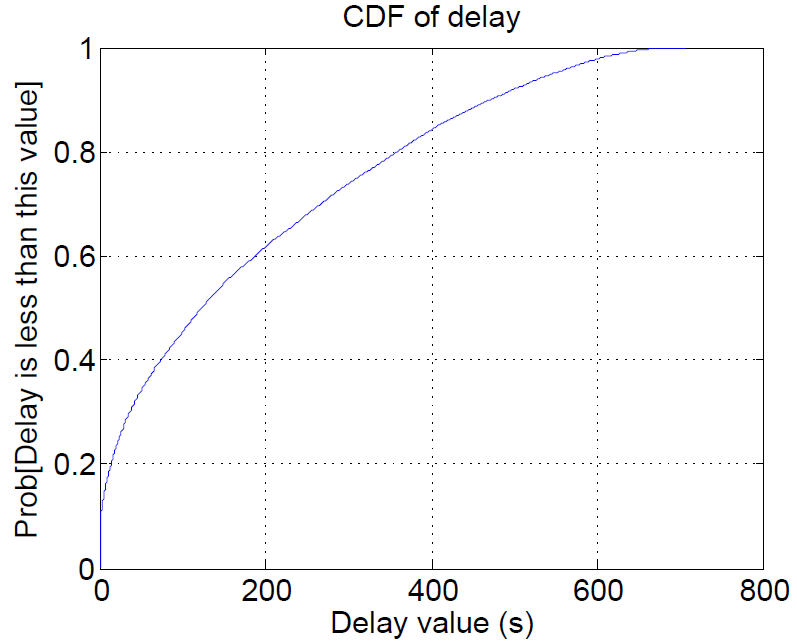 CDF of delay
Prob[Delay is less than this value]
1
0.8
0.6
0.4
0.2
0
0 200 400 600 800
Delay value (s)